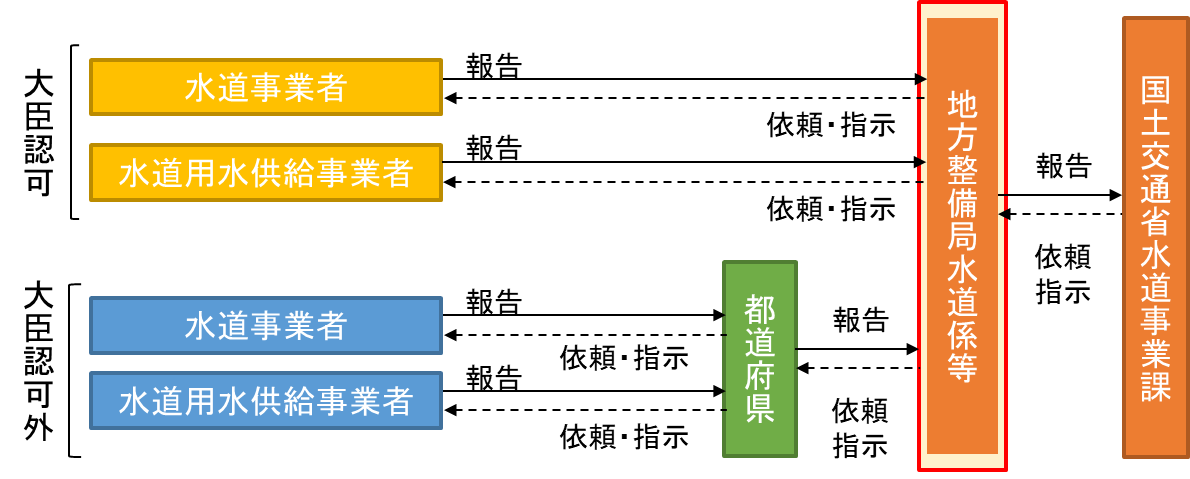 大臣認可
水道事業者
報告
依頼・指示
水道用水供給事業者
報告
依頼・指示
大臣認可外
水道事業者
報告
依頼・指示
水道用水供給事業者
報告
依頼・指示
都道府県
報告
依頼
指示
地方整備局水道係等
報告
依頼
指示
国土交通省水道事業課